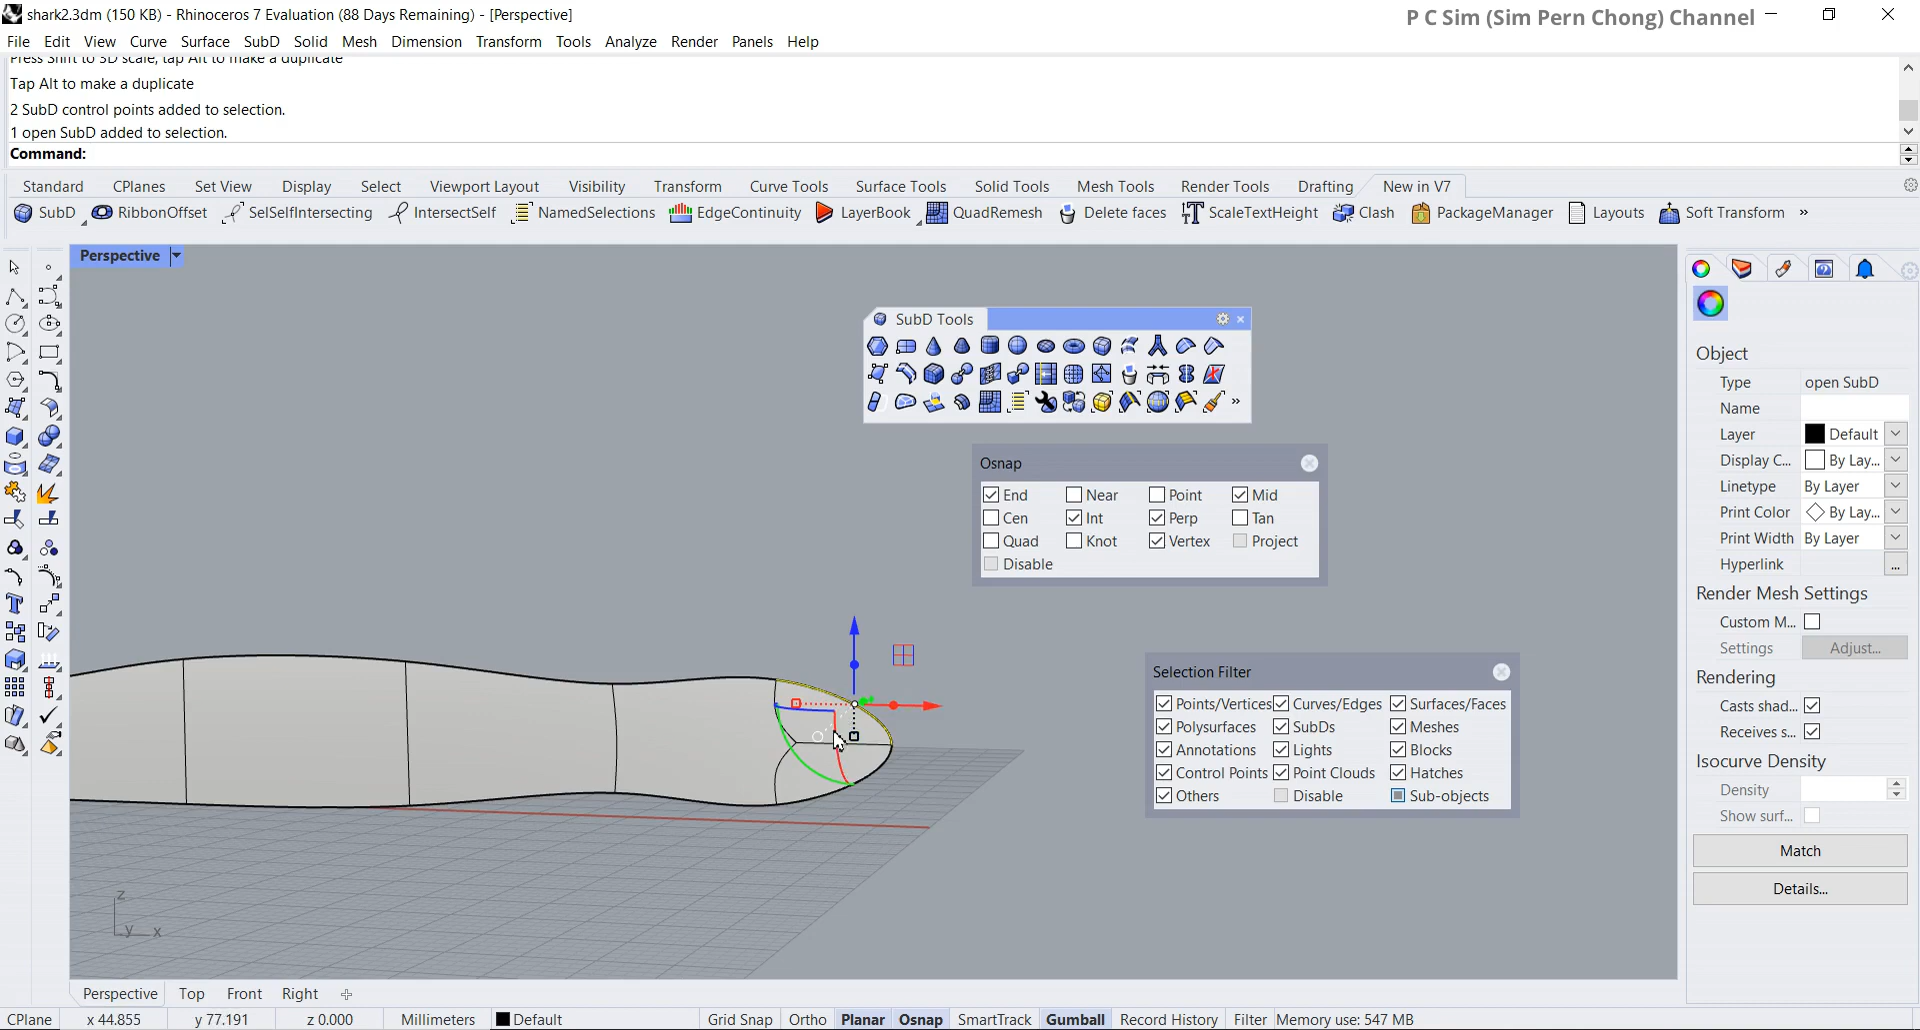 shark2.3dm (150 KB) - Rhinoceros 7 Evaluation (88 Days Remaining) - [Perspective]
P C Sim (Sim Pern Chong) Channel
File Edit View Curve Surface SubD Solid Mesh Dimension Transform Tools Analyze Render Panels Help
Press Shift to 3D scale, tap Alt to make a duplicate
Tap Alt to make a duplicate
2 SubD control points added to selection.
1 open SubD added to selection.
Command:
Standard CPlanes Set View Display Select Viewport Layout Visibility Transform Curve Tools Surface Tools Solid Tools Mesh Tools Render Tools Drafting New in V7
SubD RibbonOffset SelSelfIntersecting IntersectSelf NamedSelections EdgeContinuity LayerBook QuadRemesh Delete faces ScaleTextHeight Clash PackageManager Layouts Soft Transform »
Perspective
SubD Tools
»
Osnap
End Near Point Mid
Cen Int Perp Tan
Quad Knot Vertex Project
Disable
Selection Filter
Points/Vertices Curves/Edges Surfaces/Faces
Polysurfaces SubDs Meshes
Annotations Lights Blocks
Control Points Point Clouds Hatches
Others Disable Sub-objects
z
y x
Object
Type open SubD
Name
Layer Default
Display C... By Lay...
Linetype By Layer
Print Color By Lay...
Print Width By Layer
Hyperlink ...
Render Mesh Settings
Custom M...
Settings Adjust...
Rendering
Casts shad...
Receives s...
Isocurve Density
Density
Show surf...
Match
Details...
Perspective Top Front Right
CPlane x 44.855 y 77.191 z 0.000 Millimeters Default Grid Snap Ortho Planar Osnap SmartTrack Gumball Record History Filter Memory use: 547 MB